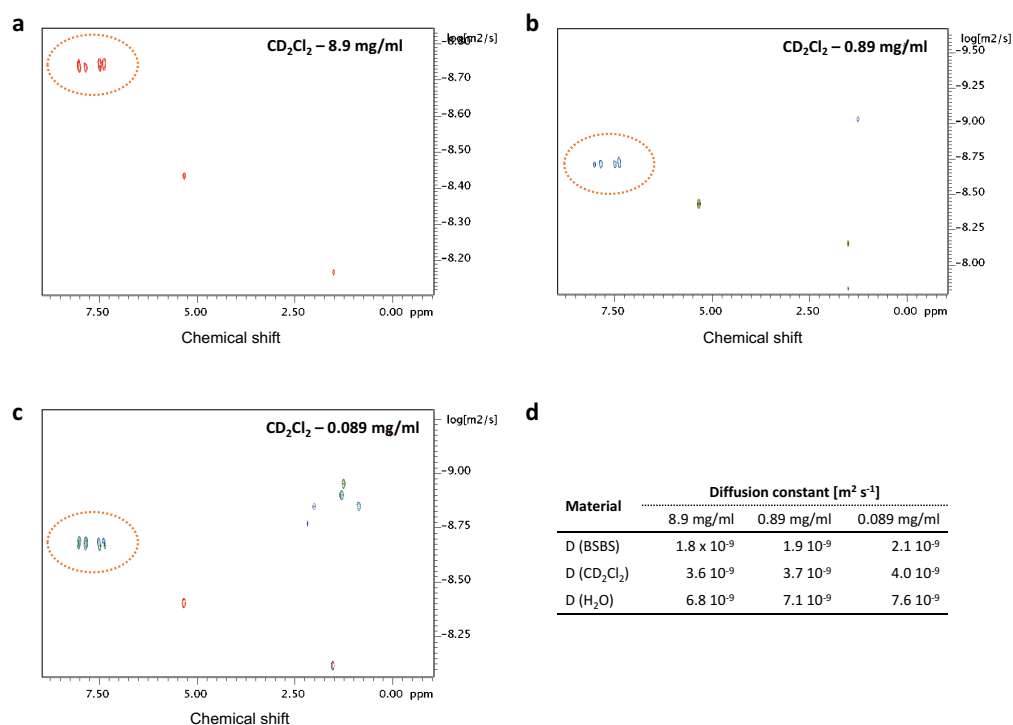 a
CD₂Cl₂ – 8.9 mg/ml
log[m2/s]
-8.80
-8.70
-8.60
-8.50
-8.40
-8.30
-8.20
7.50 5.00 2.50 0.00 ppm
Chemical shift
b
CD₂Cl₂ – 0.89 mg/ml
log[m2/s]
-9.50
-9.25
-9.00
-8.75
-8.50
-8.25
-8.00
7.50 5.00 2.50 0.00 ppm
Chemical shift
c
CD₂Cl₂ – 0.089 mg/ml
log[m2/s]
-9.00
-8.75
-8.50
-8.25
7.50 5.00 2.50 0.00 ppm
Chemical shift
d
Material Diffusion constant [m² s⁻¹]
8.9 mg/ml 0.89 mg/ml 0.089 mg/ml
D (BSBS) 1.8 x 10⁻⁹ 1.9 10⁻⁹ 2.1 10⁻⁹
D (CD₂Cl₂) 3.6 10⁻⁹ 3.7 10⁻⁹ 4.0 10⁻⁹
D (H₂O) 6.8 10⁻⁹ 7.1 10⁻⁹ 7.6 10⁻⁹